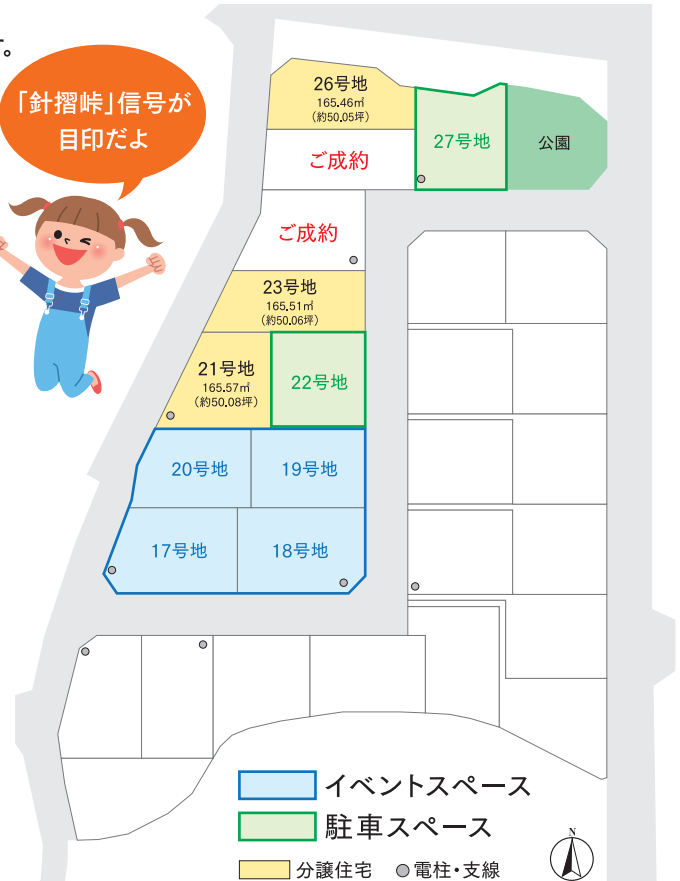 。
「針摺峠」信号が
目印だよ
26号地
165.46㎡
(約50.05坪)
27号地
公園
ご成約
ご成約
23号地
165.51㎡
(約50.06坪)
21号地
165.57㎡
(約50.08坪)
22号地
20号地
19号地
17号地
18号地
イベントスペース
駐車スペース
分譲住宅
電柱・支線
N